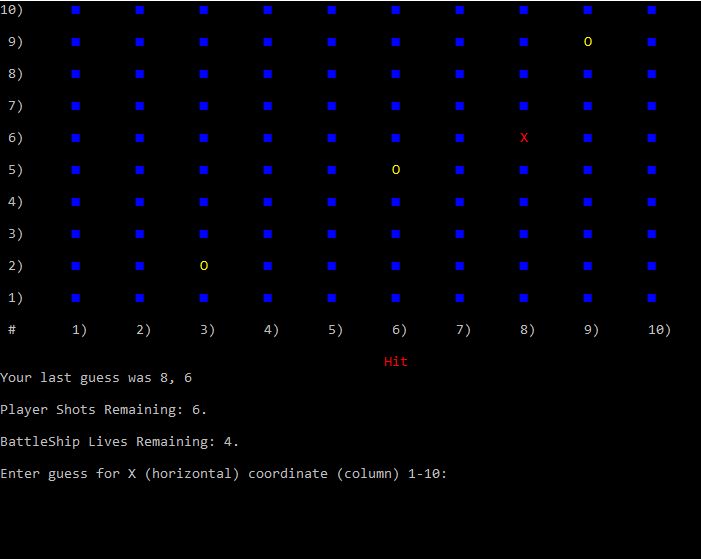 10) ■ ■ ■ ■ ■ ■ ■ ■ ■ ■
9) ■ ■ ■ ■ ■ ■ ■ ■ O ■
8) ■ ■ ■ ■ ■ ■ ■ ■ ■ ■
7) ■ ■ ■ ■ ■ ■ ■ ■ ■ ■
6) ■ ■ ■ ■ ■ ■ ■ X ■ ■
5) ■ ■ ■ ■ ■ O ■ ■ ■ ■
4) ■ ■ ■ ■ ■ ■ ■ ■ ■ ■
3) ■ ■ ■ ■ ■ ■ ■ ■ ■ ■
2) ■ ■ O ■ ■ ■ ■ ■ ■ ■
1) ■ ■ ■ ■ ■ ■ ■ ■ ■ ■
# 1) 2) 3) 4) 5) 6) 7) 8) 9) 10)
Hit
Your last guess was 8, 6
Player Shots Remaining: 6.
BattleShip Lives Remaining: 4.
Enter guess for X (horizontal) coordinate (column) 1-10: